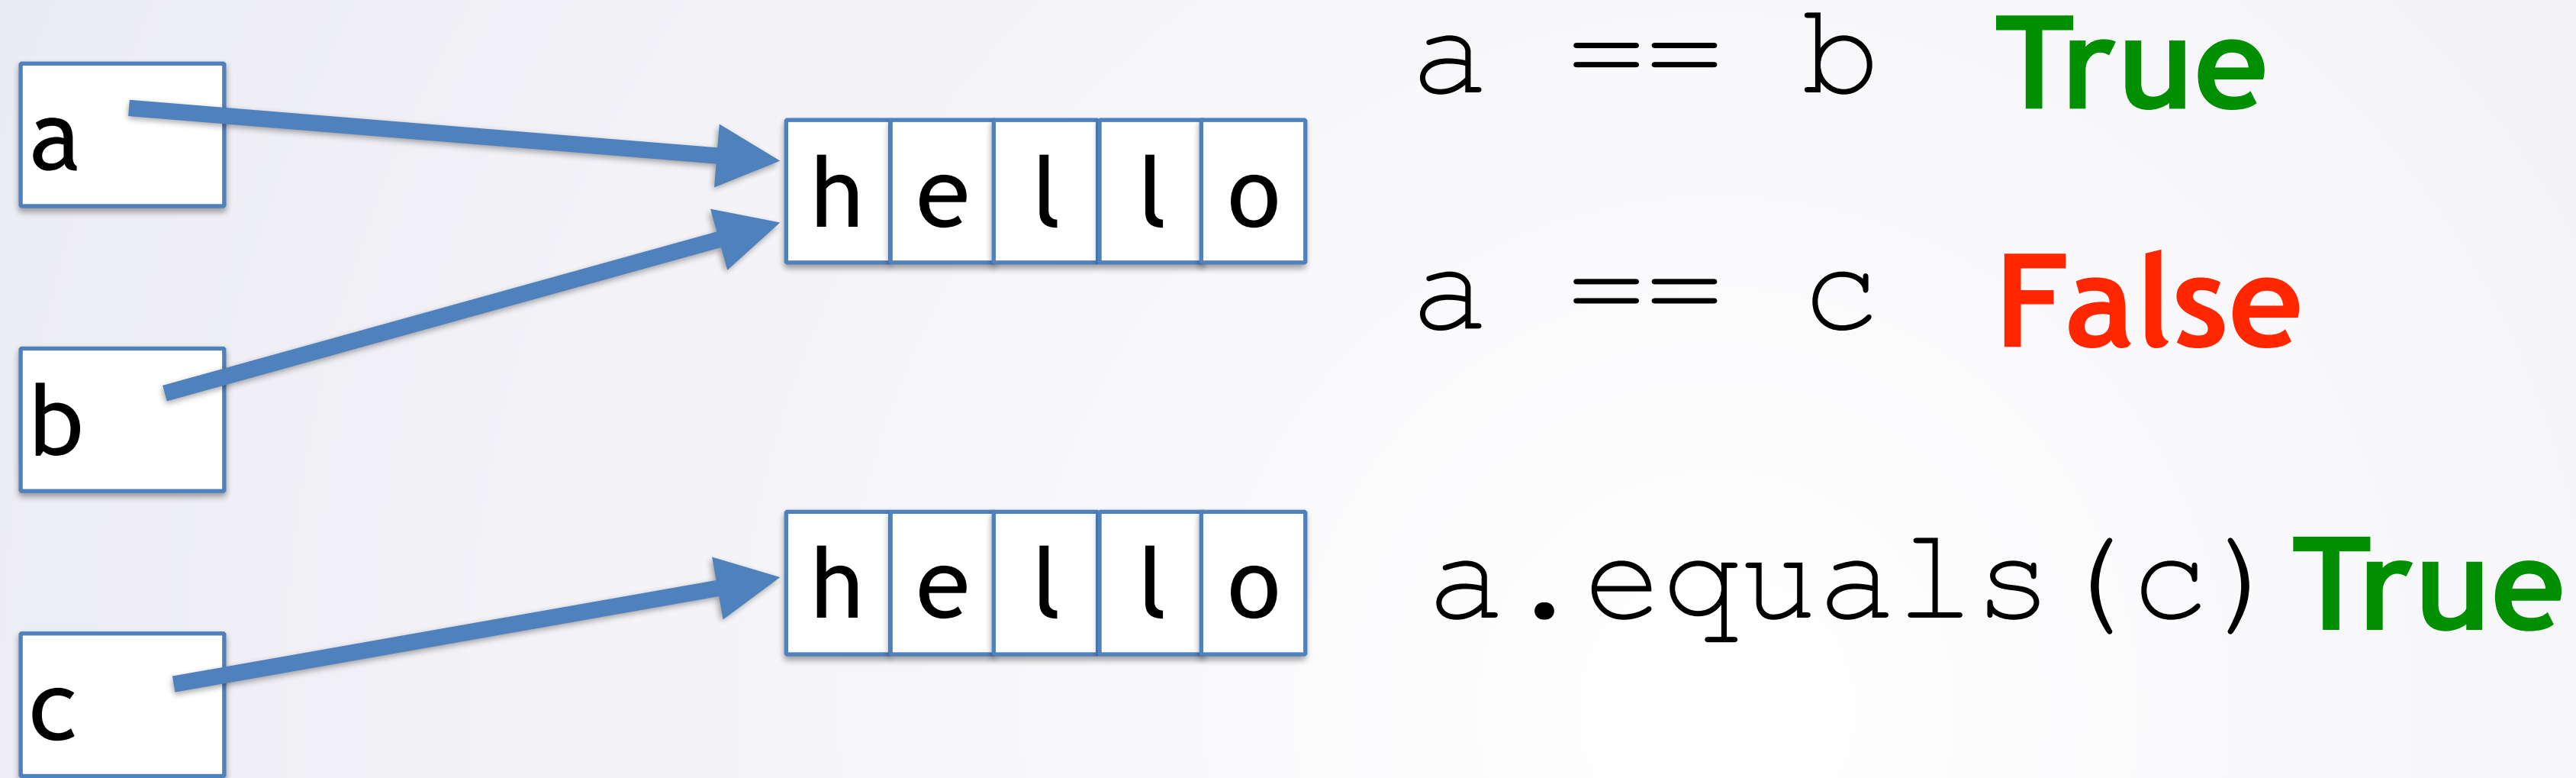 a
h e l l o
b
h e l l o
c
a == b True
a == c False
a.equals(c) True